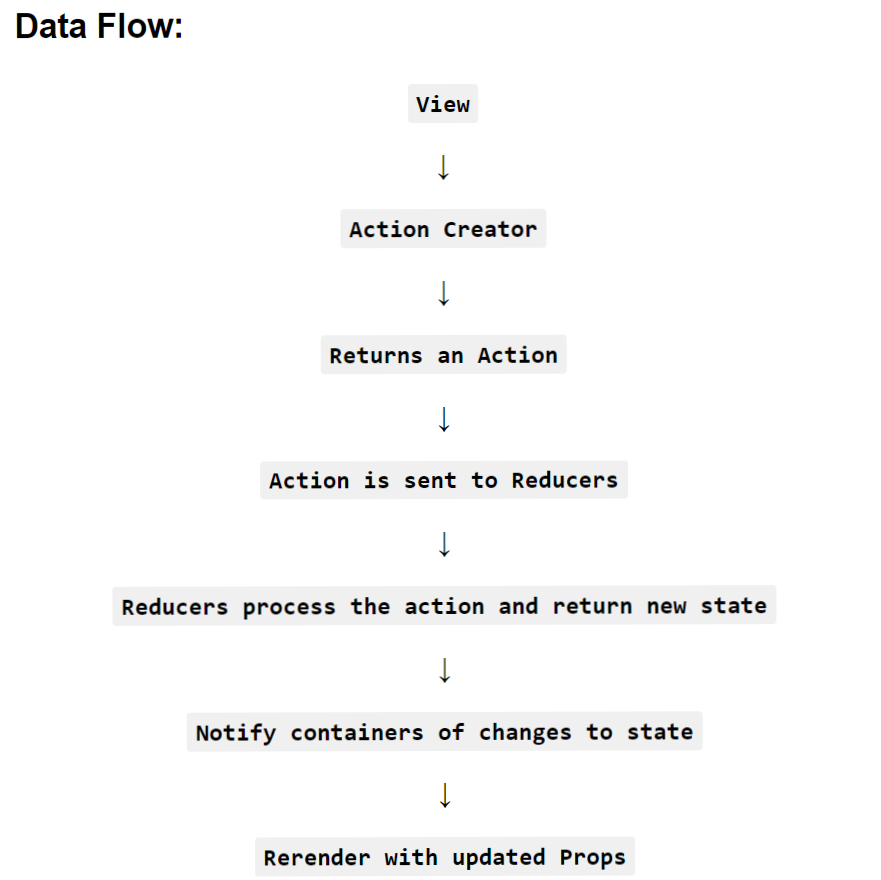 Data Flow:
View
↓
Action Creator
↓
Returns an Action
↓
Action is sent to Reducers
↓
Reducers process the action and return new state
↓
Notify containers of changes to state
↓
Rerender with updated Props